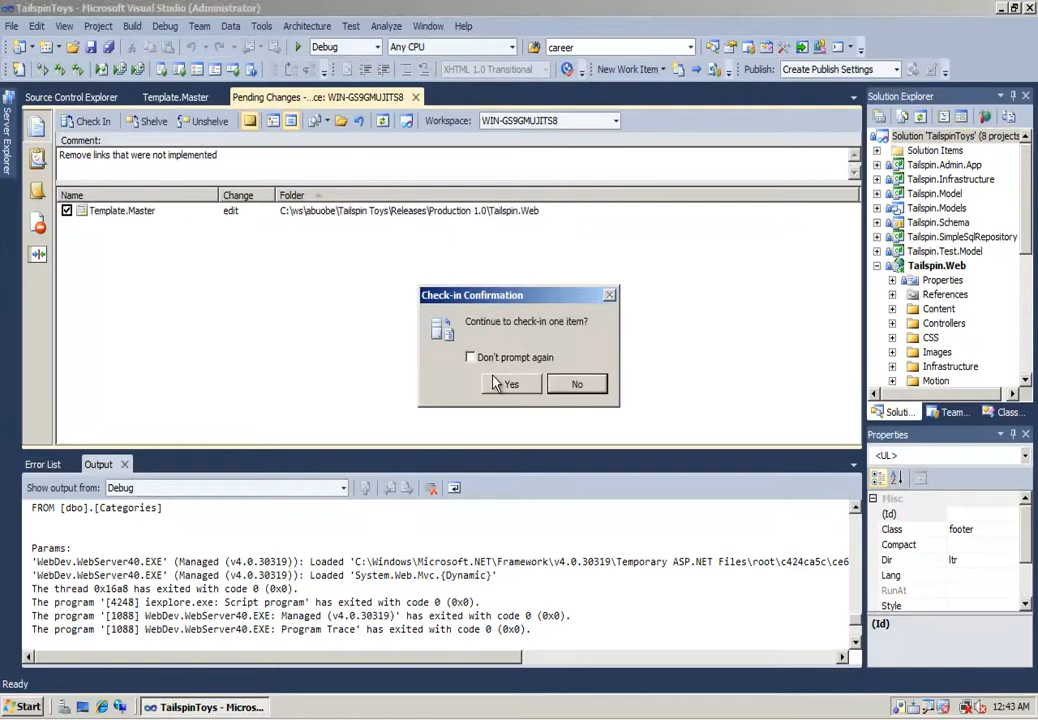 TailspinToys - Microsoft Visual Studio (Administrator)
File Edit View Project Build Debug Team Data Tools Architecture Test Analyze Window Help
Debug Any CPU career
XHTML 1.0 Transitional New Work Item Publish: Create Publish Settings
Server Explorer
Source Control Explorer Template.Master Pending Changes - ...ce: WIN-GS9GMUJITS8
Check In Shelve Unshelve Workspace: WIN-GS9GMUJITS8
Comment:
Remove links that were not implemented
Name Change Folder
Template.Master edit C:\ws\abuobe\Tailspin Toys\Releases\Production 1.0\Tailspin.Web
Check-in Confirmation
Continue to check-in one item?
Don't prompt again
Yes No
Error List Output
Show output from: Debug
FROM [dbo].[Categories]
Params:
'WebDev.WebServer40.EXE' (Managed (v4.0.30319)): Loaded 'C:\Windows\Microsoft.NET\Framework\v4.0.30319\Temporary ASP.NET Files\root\c424ca5c\ce6
'WebDev.WebServer40.EXE' (Managed (v4.0.30319)): Loaded 'System.Web.Mvc.{Dynamic}'
The thread 0x16a8 has exited with code 0 (0x0).
The program '[4248] iexplore.exe: Script program' has exited with code 0 (0x0).
The program '[1088] WebDev.WebServer40.EXE: Managed (v4.0.30319)' has exited with code 0 (0x0).
The program '[1088] WebDev.WebServer40.EXE: Program Trace' has exited with code 0 (0x0).
Solution Explorer
Solution 'TailspinToys' (8 projects)
Solution Items
Tailspin.Admin.App
Tailspin.Infrastructure
Tailspin.Model
Tailspin.Models
Tailspin.Schema
Tailspin.SimpleSqlRepository
Tailspin.Test.Model
Tailspin.Web
Properties
References
Content
Controllers
CSS
Images
Infrastructure
Motion
Soluti... Team... Class...
Properties
<UL>
Misc
(Id)
Class footer
Compact
Dir ltr
Lang
RunAt
Style
(Id)
Ready
Start TailspinToys - Micros... 12:43 AM